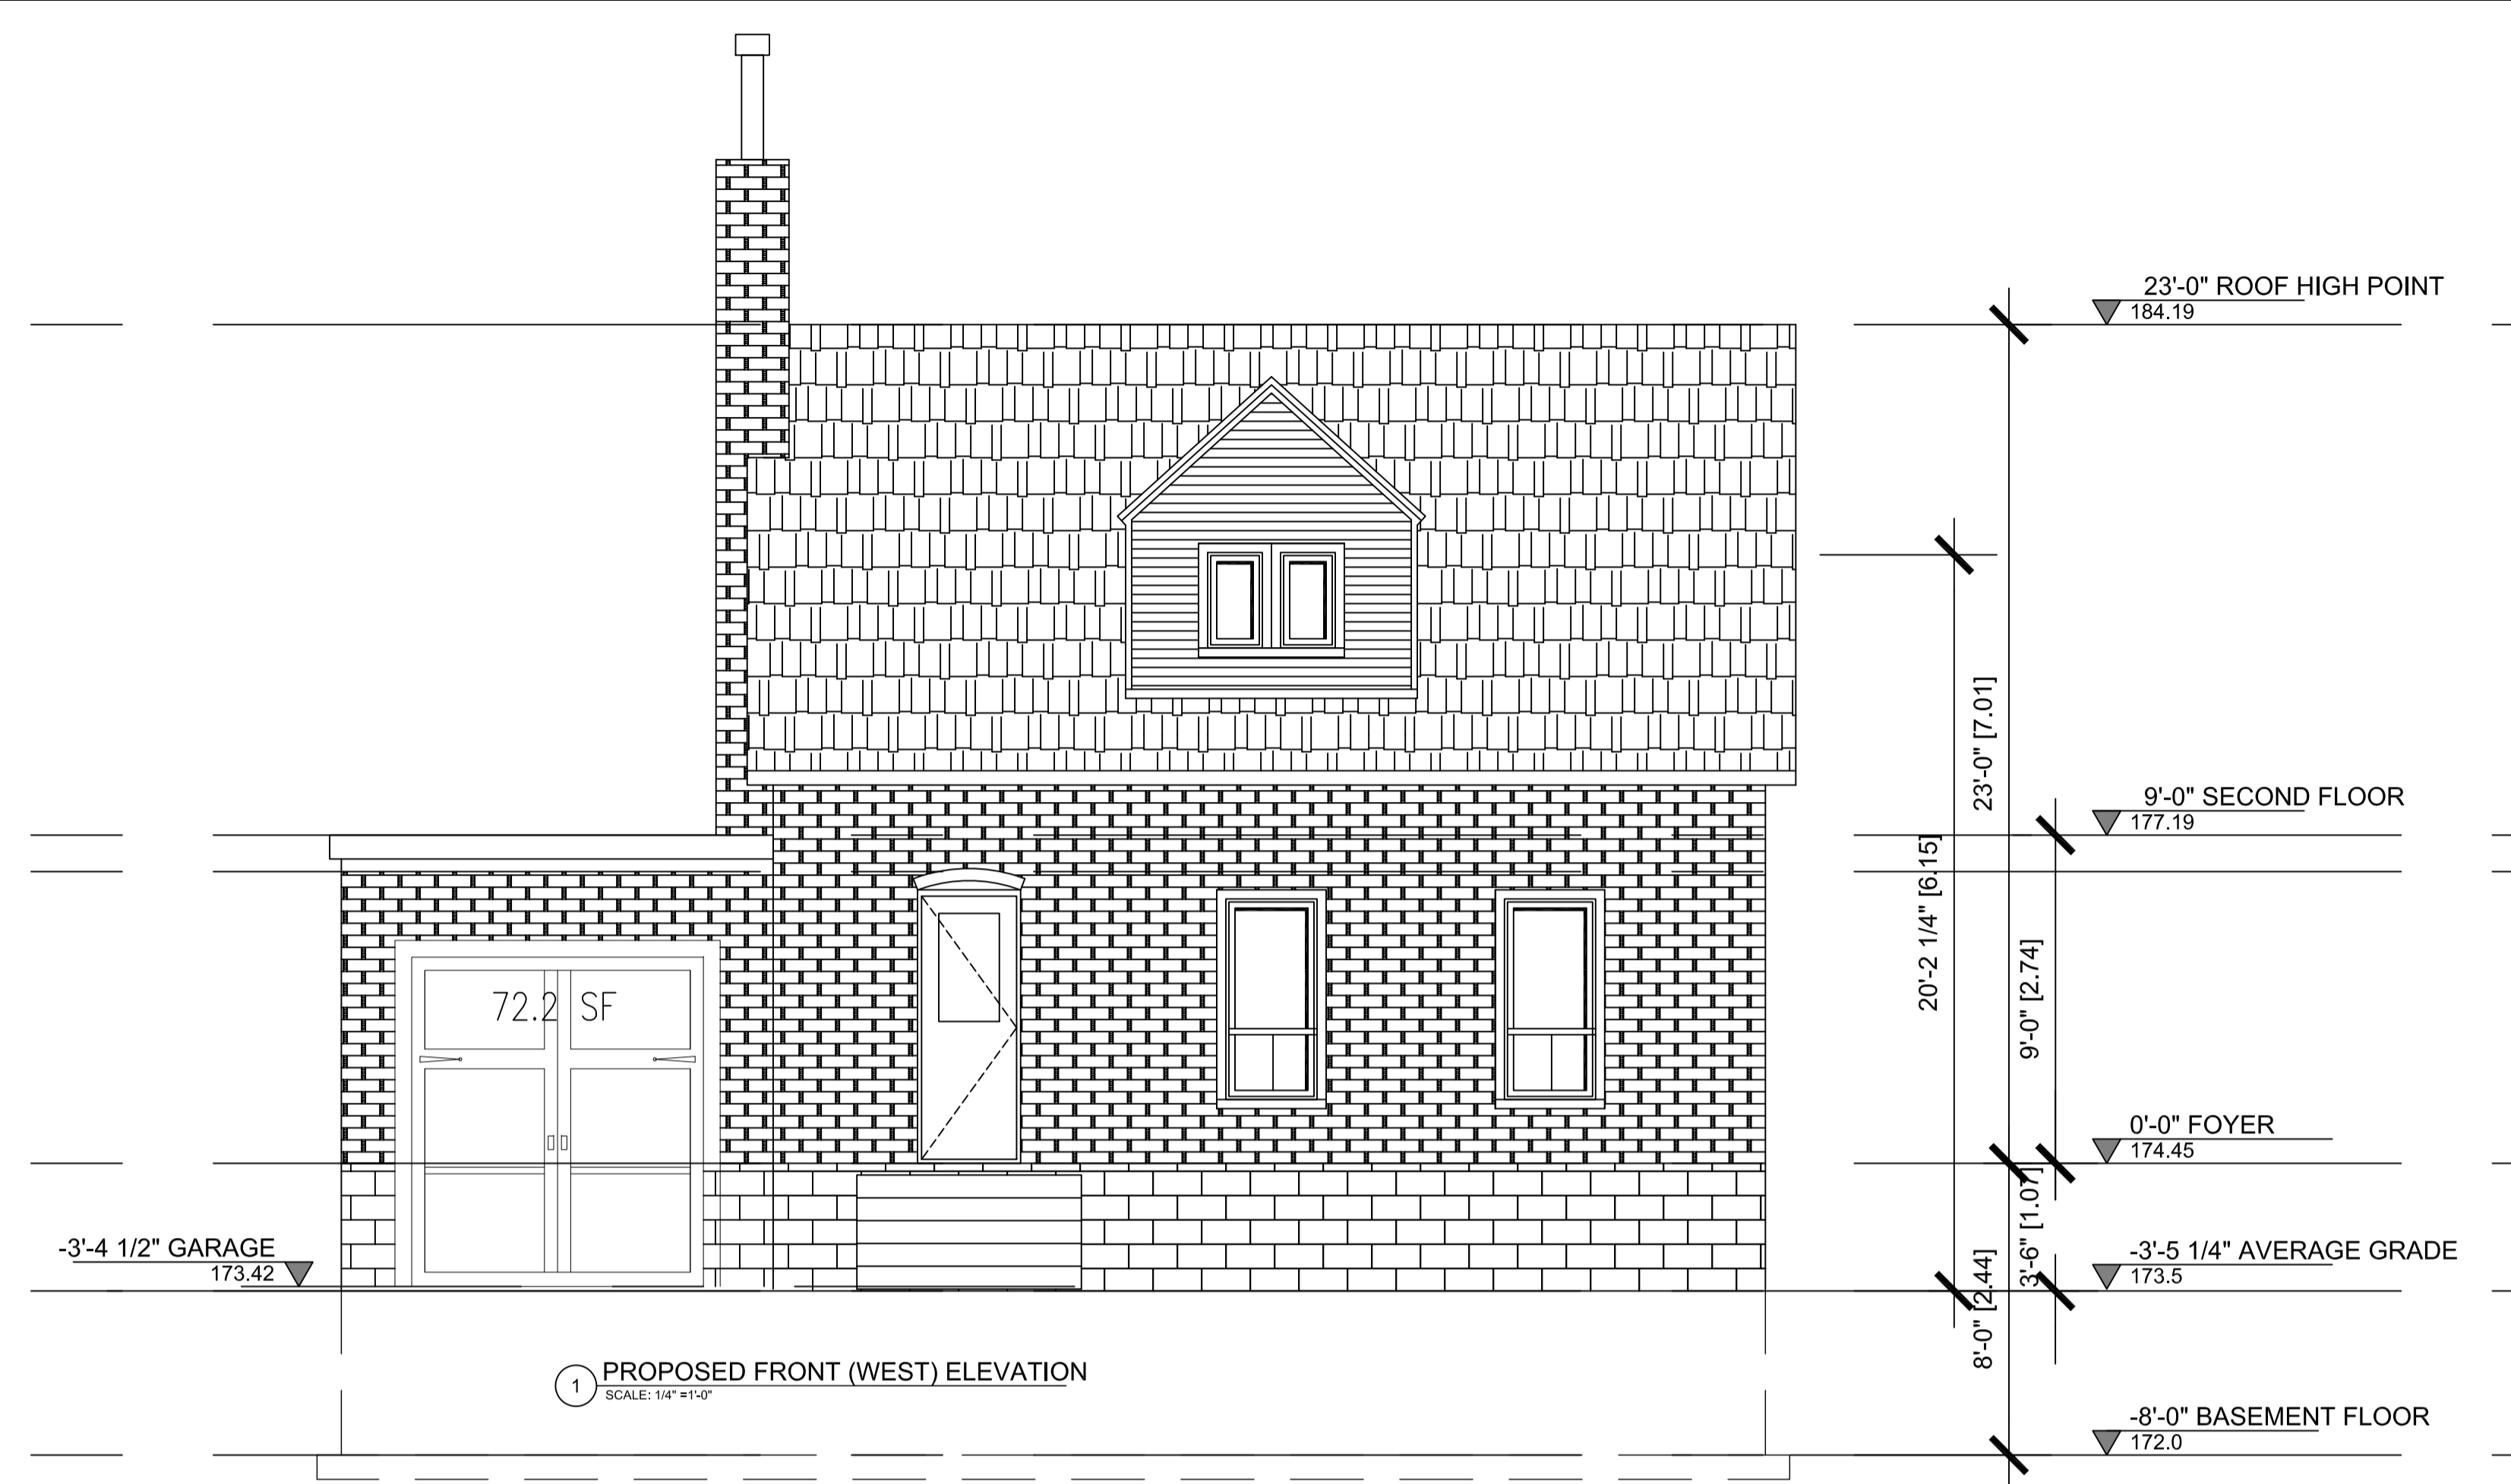 23'-0" ROOF HIGH POINT
184.19
23'-0" [7.01]
9'-0" SECOND FLOOR
177.19
20'-2 1/4" [6.15]
9'-0" [2.74]
72.2 SF
0'-0" FOYER
174.45
3'-6" [1.07]
-3'-4 1/2" GARAGE
173.42
-3'-5 1/4" AVERAGE GRADE
173.5
8'-0" [2.44]
1 PROPOSED FRONT (WEST) ELEVATION
SCALE: 1/4" =1'-0"
-8'-0" BASEMENT FLOOR
172.0